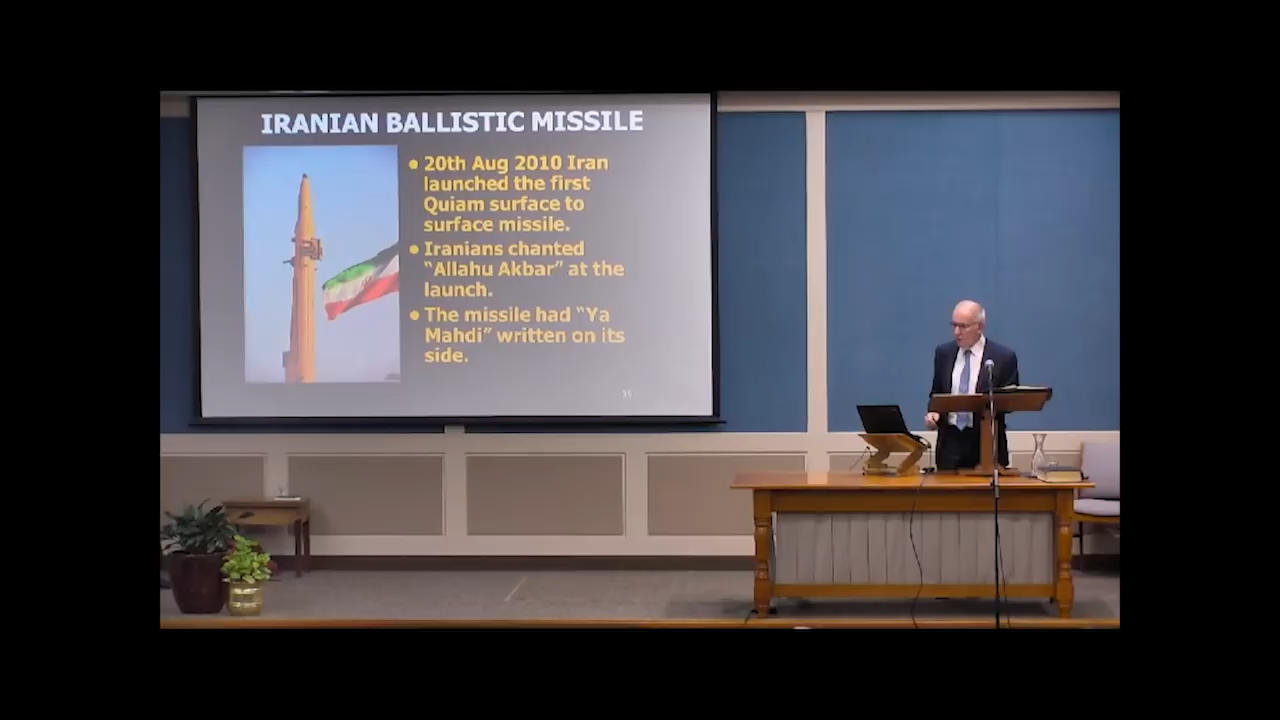 IRANIAN BALLISTIC MISSILE
• 20th Aug 2010 Iran
launched the first
Quiam surface to
surface missile.
• Iranians chanted
"Allahu Akbar" at the
launch.
• The missile had "Ya
Mahdi" written on its
side.